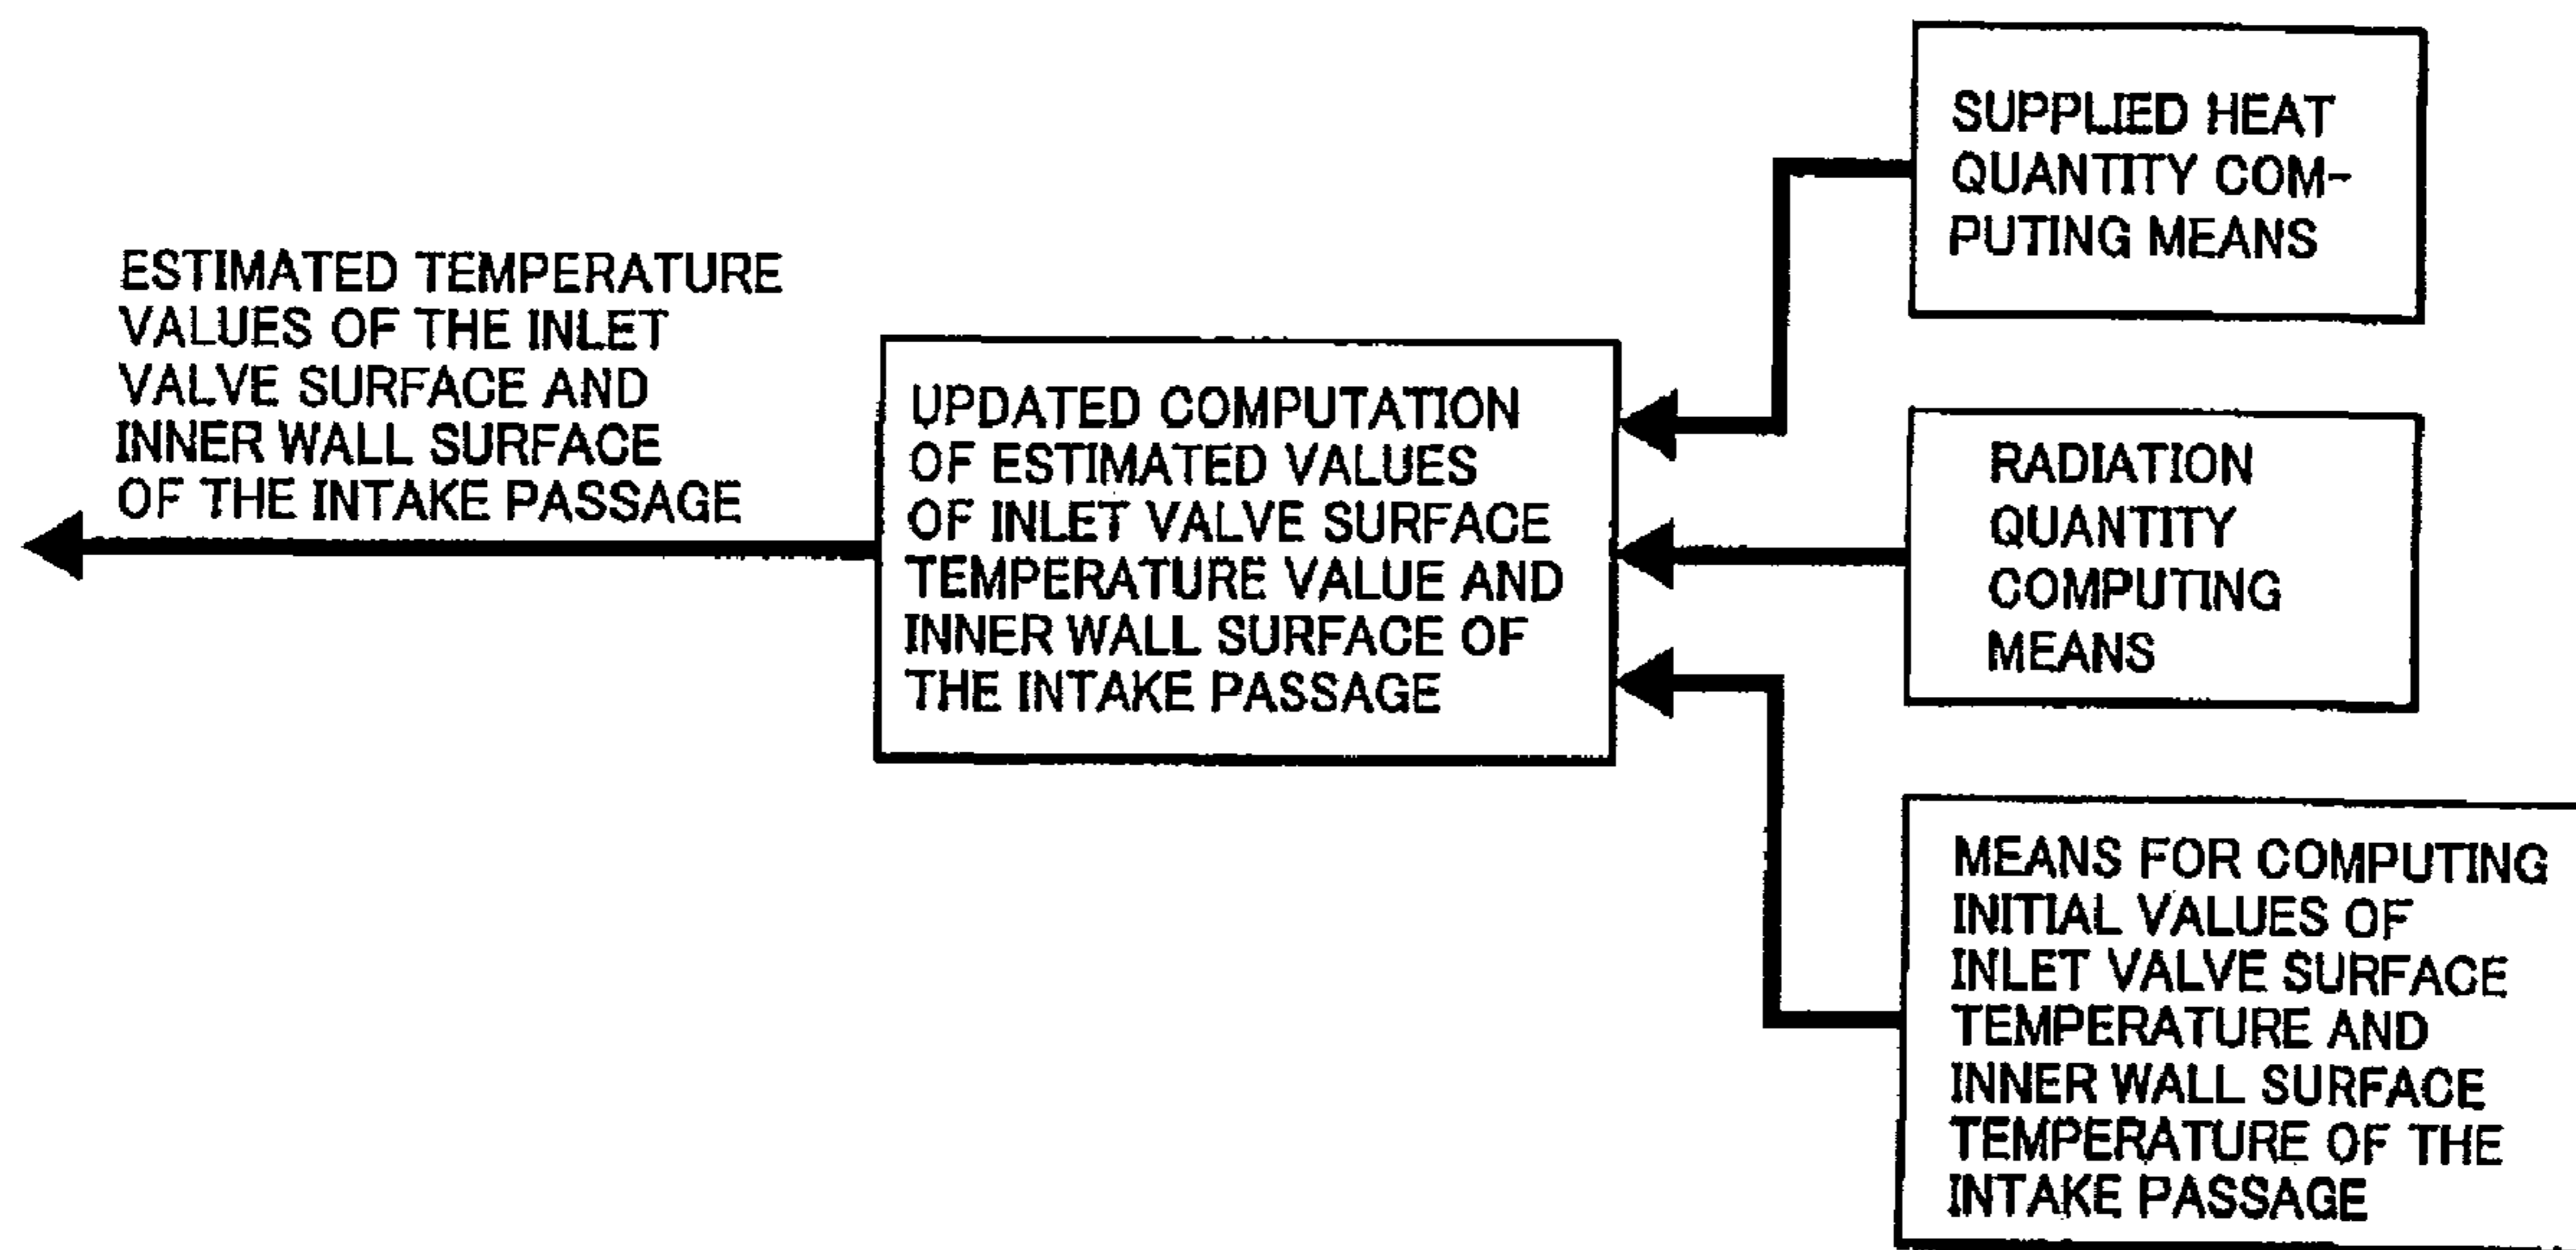 ESTIMATED TEMPERATURE
VALUES OF THE INLET
VALVE SURFACE AND
INNER WALL SURFACE
OF THE INTAKE PASSAGE
UPDATED COMPUTATION
OF ESTIMATED VALUES
OF INLET VALVE SURFACE
TEMPERATURE VALUE AND
INNER WALL SURFACE OF
THE INTAKE PASSAGE
SUPPLIED HEAT
QUANTITY COM-
PUTING MEANS
RADIATION
QUANTITY
COMPUTING
MEANS
MEANS FOR COMPUTING
INITIAL VALUES OF
INLET VALVE SURFACE
TEMPERATURE AND
INNER WALL SURFACE
TEMPERATURE OF THE
INTAKE PASSAGE